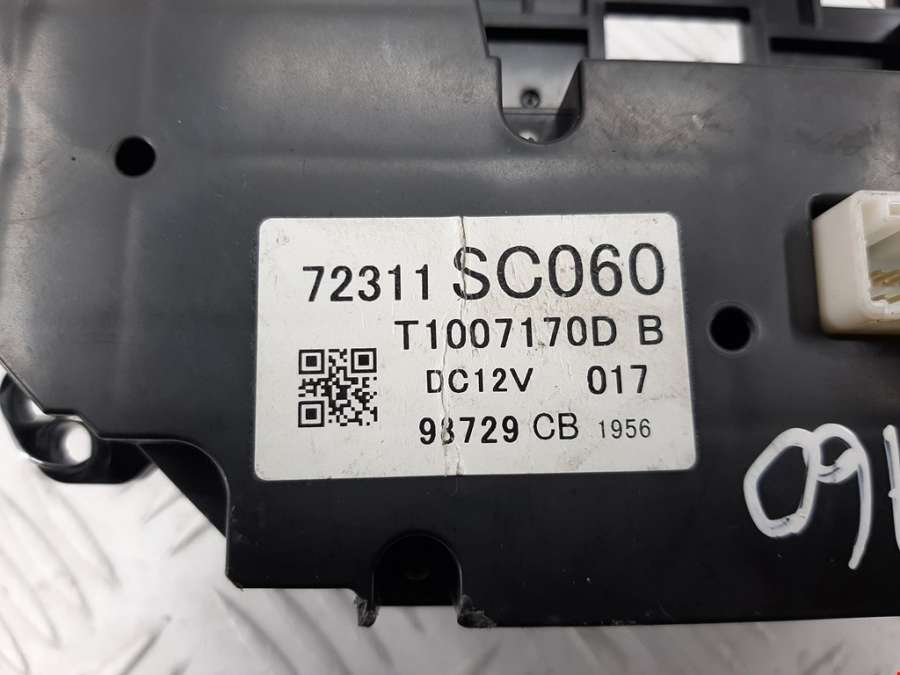 72311 SC060
T1007170D B
DC12V 017
98729 CB 1956